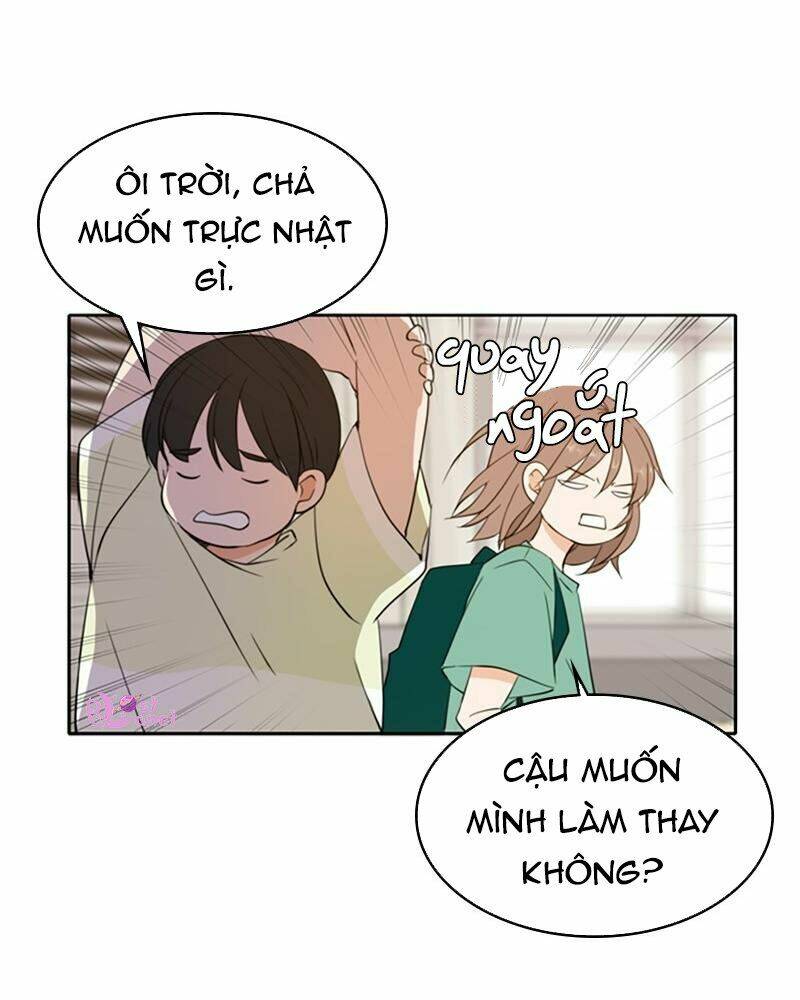 ÔI TRỜI, CHẢ
MUỐN TRỰC NHẬT
GÌ.
quay
ngoắt
CẬU MUỐN
MÌNH LÀM THAY
KHÔNG?